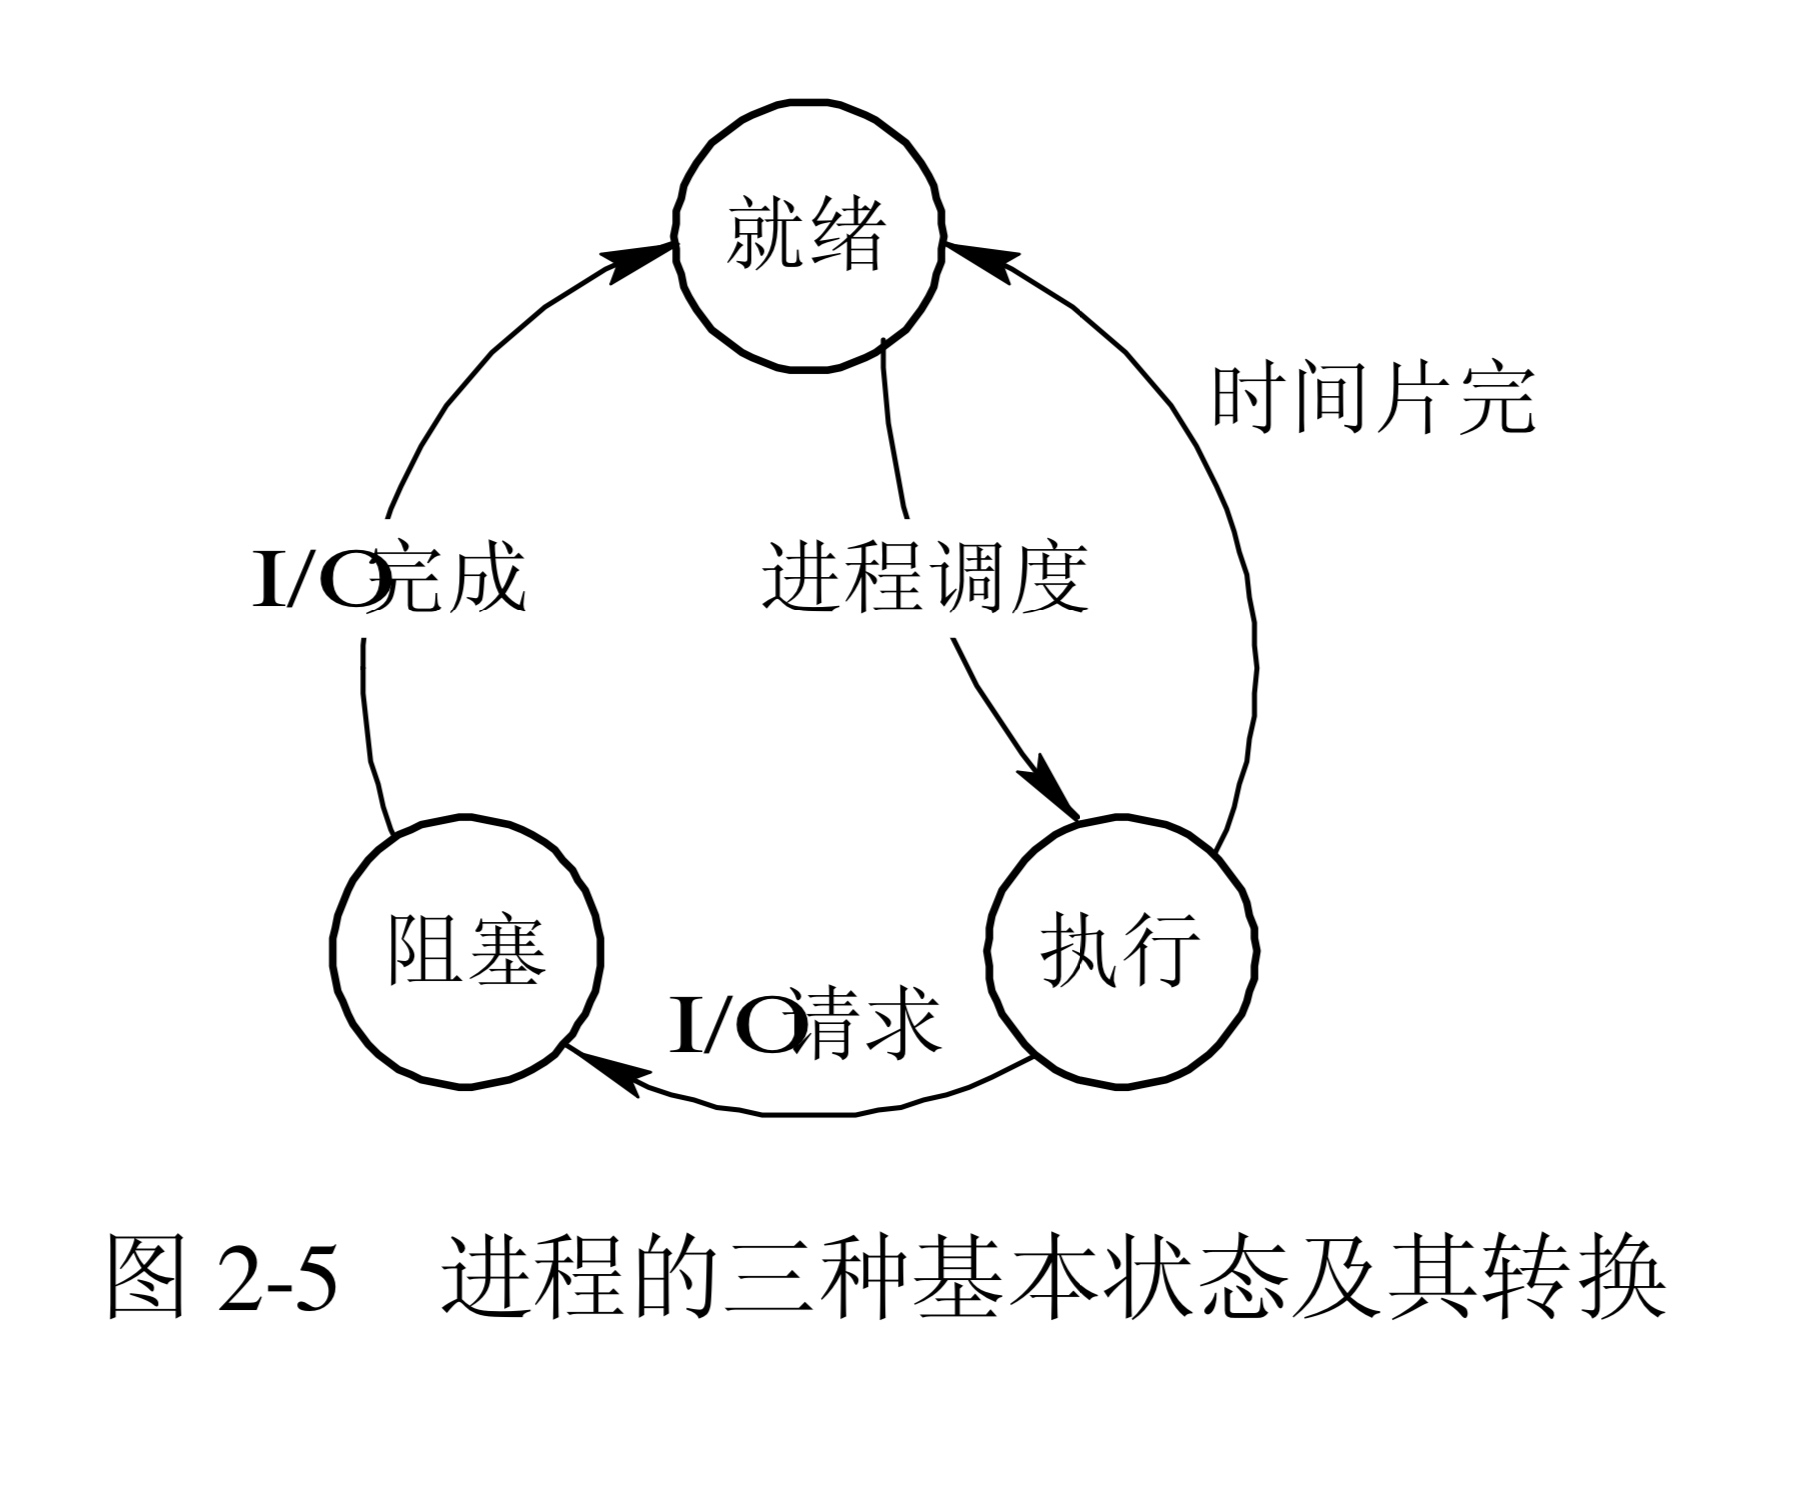 就绪
时间片完
I/O完成
进程调度
阻塞
执行
I/O请求
图 2-5 进程的三种基本状态及其转换